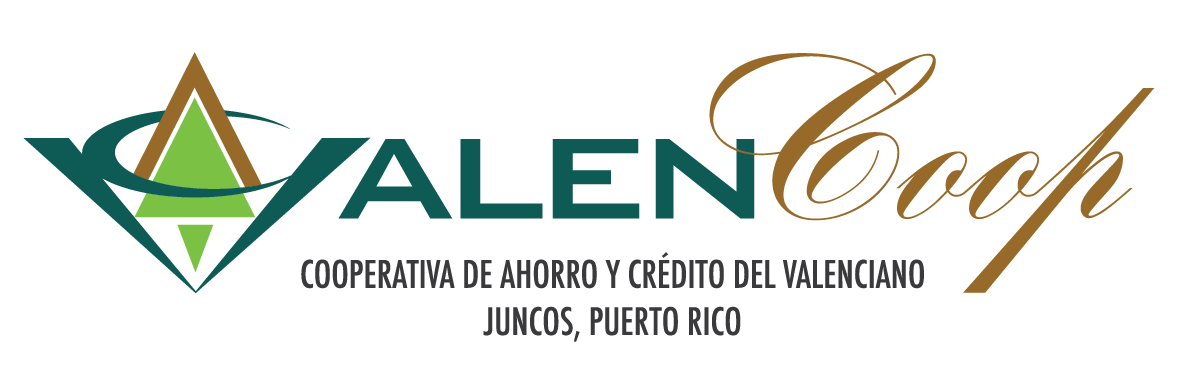 VALENCoop
COOPERATIVA DE AHORRO Y CRÉDITO DEL VALENCIANO
JUNCOS, PUERTO RICO